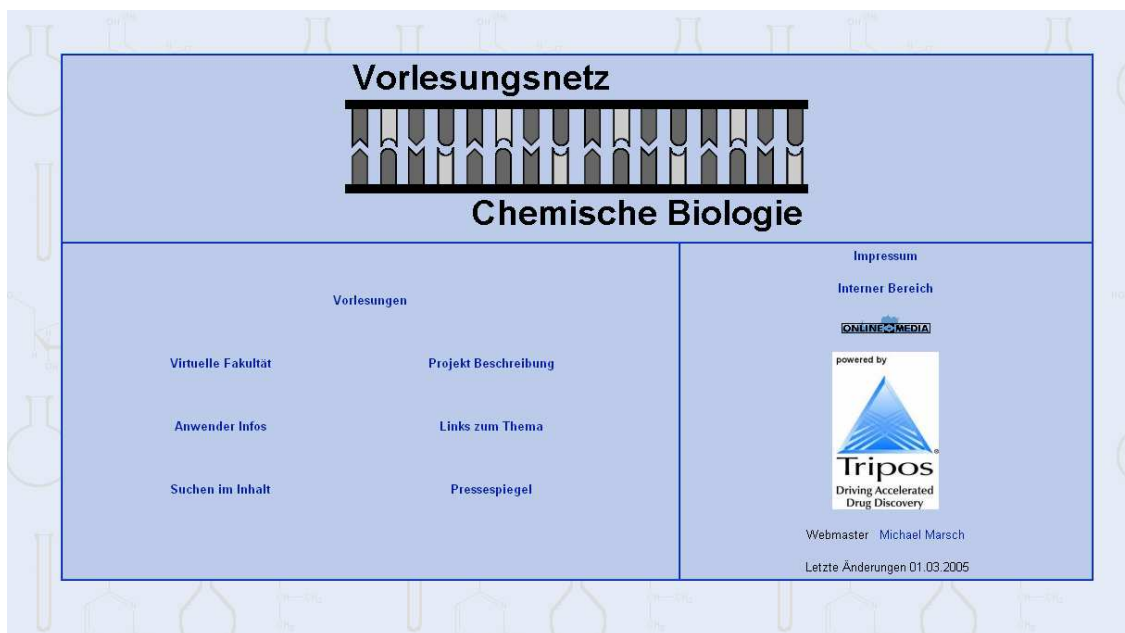 Vorlesungsnetz
Chemische Biologie
Vorlesungen
Virtuelle Fakultät
Projekt Beschreibung
Anwender Infos
Links zum Thema
Suchen im Inhalt
Pressespiegel
Impressum
Interner Bereich
ONLINE MEDIA
powered by
Tripos®
Driving Accelerated
Drug Discovery
Webmaster Michael Marsch
Letzte Änderungen 01.03.2005